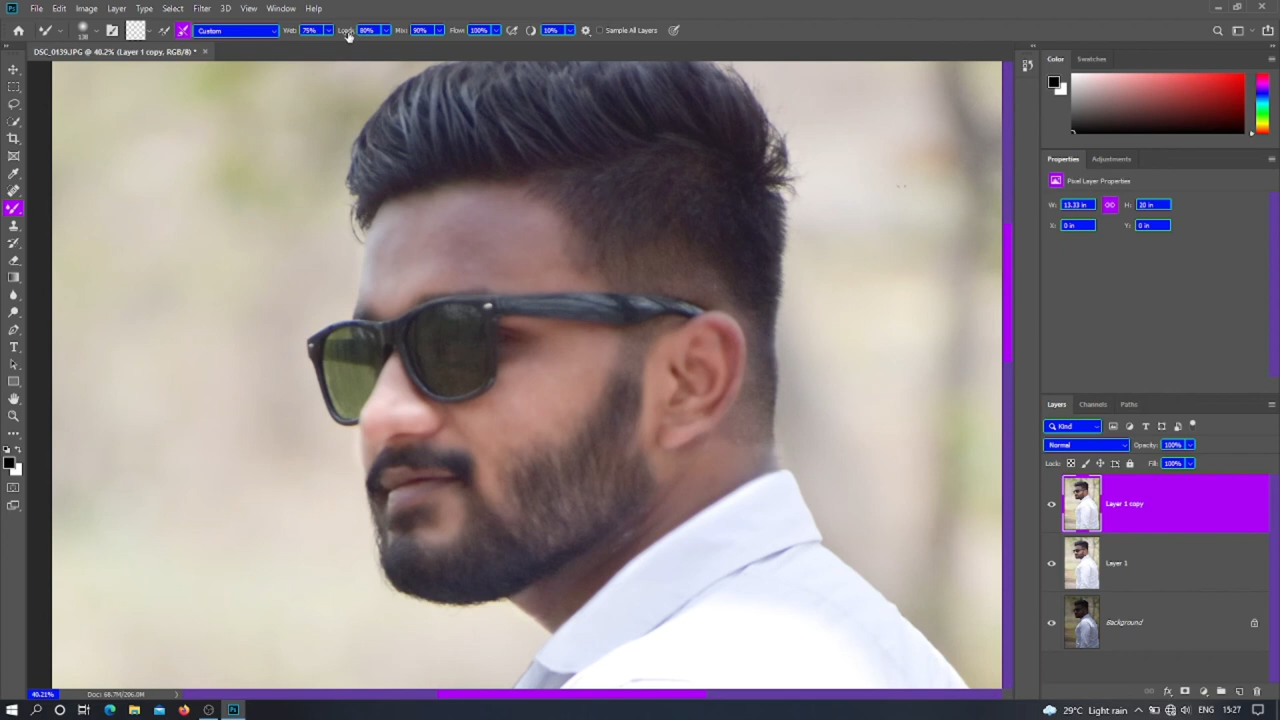 File Edit Image Layer Type Select Filter 3D View Window Help
138 Custom Wet: 75% Load: 80% Mix: 90% Flow: 100% 10% Sample All Layers
DSC_0139.JPG @ 40.2% (Layer 1 copy, RGB/8) * ×
Color Swatches
Properties Adjustments
Pixel Layer Properties
W: 13.33 in H: 20 in
X: 0 in Y: 0 in
Layers Channels Paths
Kind
Normal Opacity: 100%
Lock: Fill: 100%
Layer 1 copy
Layer 1
Background
40.21% Doc: 68.7M/206.0M
29°C Light rain ENG 15:27